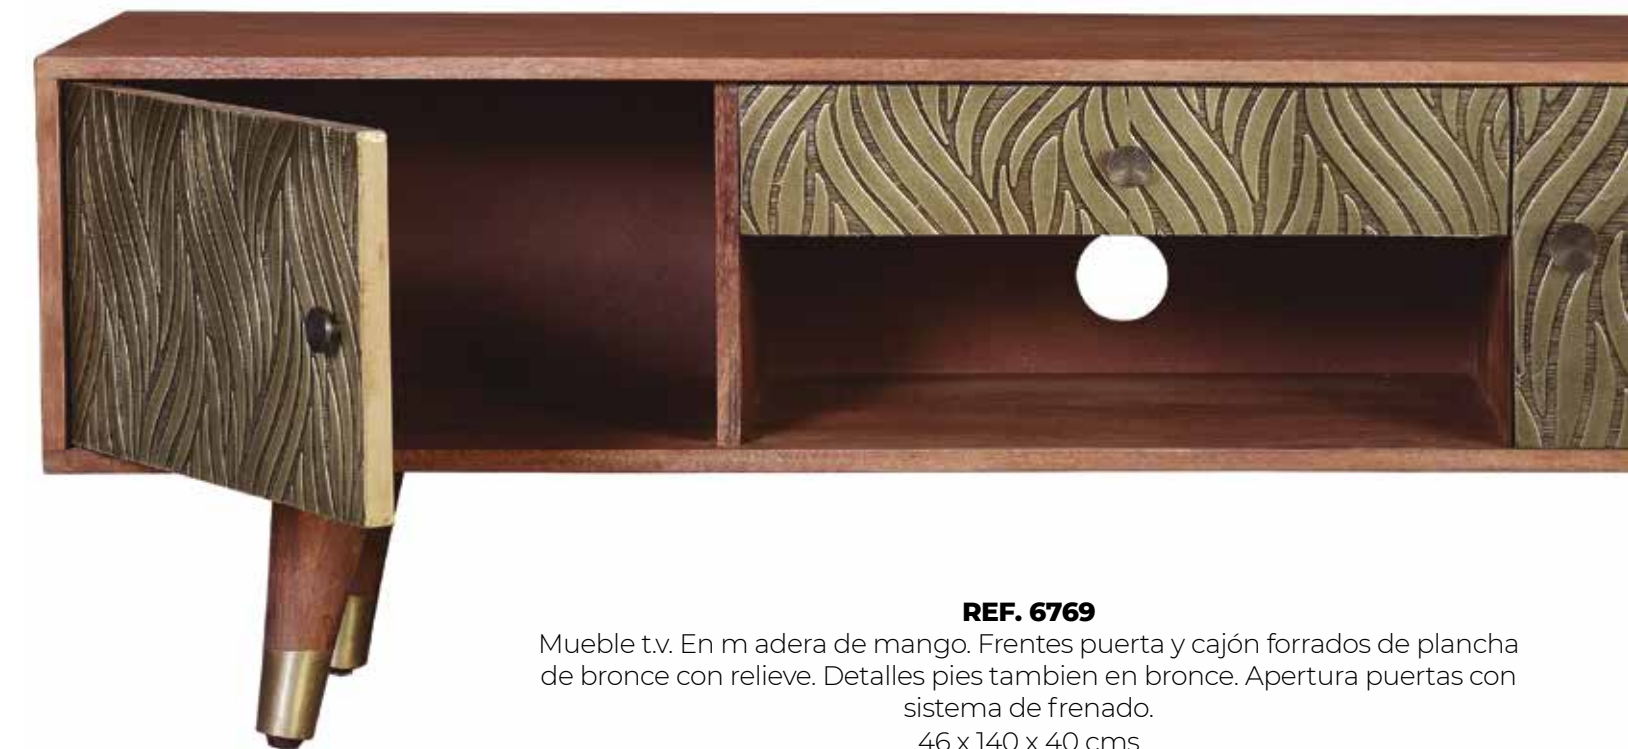 REF. 6769
Mueble t.v. En m adera de mango. Frentes puerta y cajón forrados de plancha
de bronce con relieve. Detalles pies tambien en bronce. Apertura puertas con
sistema de frenado.
46 x 140 x 40 cms